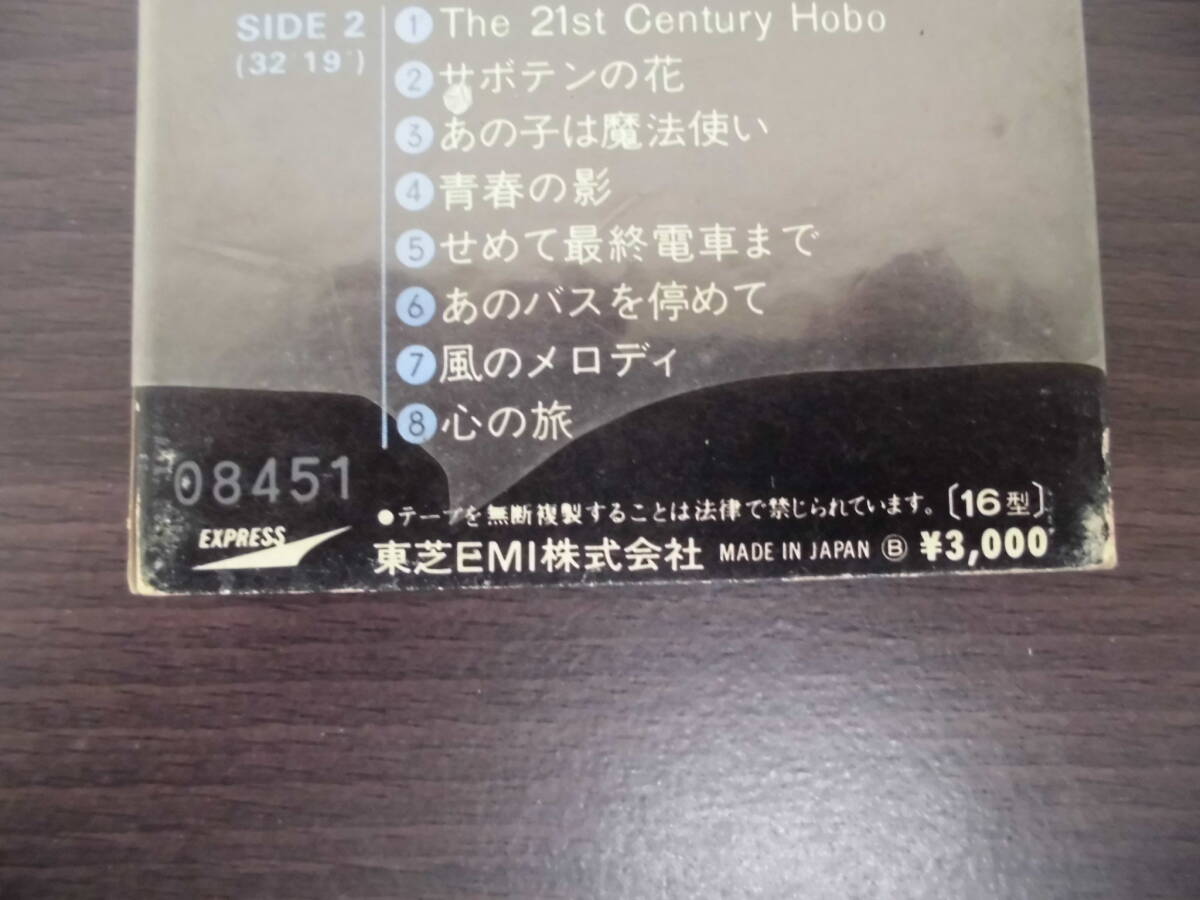 SIDE 2
(32′19″)
1 The 21st Century Hobo
2 サボテンの花
3 あの子は魔法使い
4 青春の影
5 せめて最終電車まで
6 あのバスを停めて
7 風のメロディ
8 心の旅
08451
●テープを無断複製することは法律で禁じられています。〔16型〕
EXPRESS
東芝EMI株式会社 MADE IN JAPAN Ⓑ ¥3,000